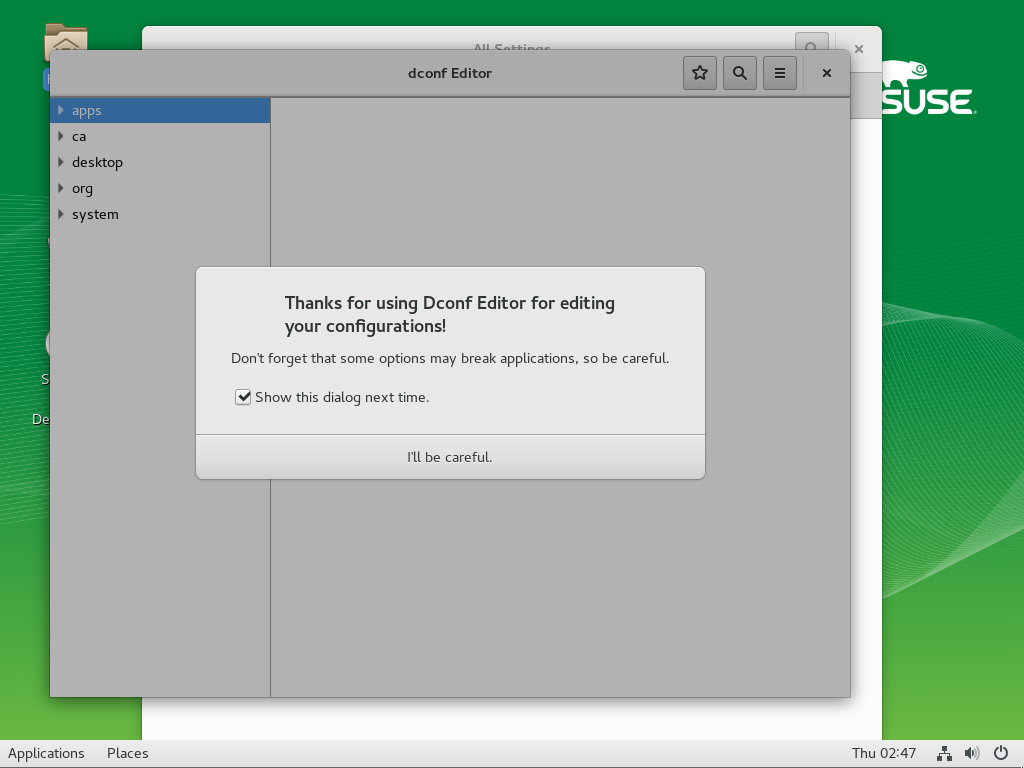 All Settings
dconf Editor
SUSE
apps
ca
desktop
org
system
Thanks for using Dconf Editor for editing
your configurations!
Don't forget that some options may break applications, so be careful.
Show this dialog next time.
I'll be careful.
Applications
Places
Thu 02:47